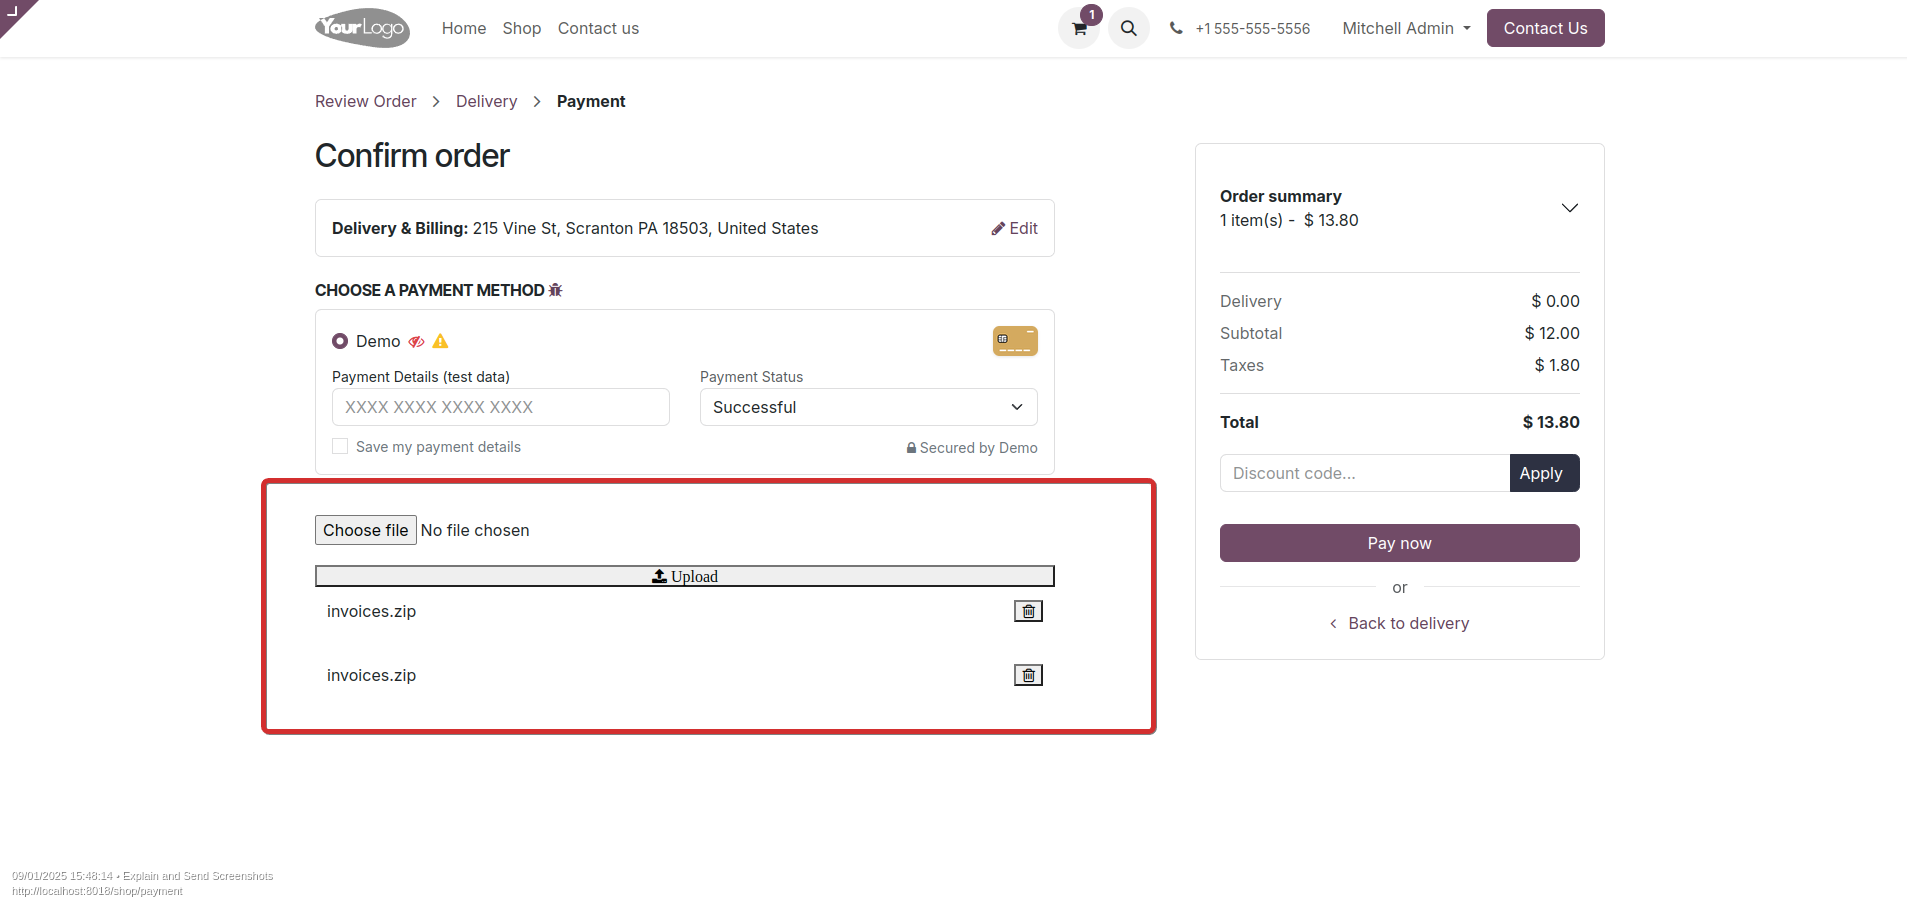 YourLogo
Home Shop Contact us
1
+1 555-555-5556
Mitchell Admin
Contact Us
Review Order > Delivery > Payment
Confirm order
Delivery & Billing: 215 Vine St, Scranton PA 18503, United States
Edit
CHOOSE A PAYMENT METHOD
Demo
Payment Details (test data)
Payment Status
XXXX XXXX XXXX XXXX
Successful
Save my payment details
Secured by Demo
Choose file No file chosen
Upload
invoices.zip
invoices.zip
Order summary
1 item(s) - $ 13.80
Delivery $ 0.00
Subtotal $ 12.00
Taxes $ 1.80
Total $ 13.80
Discount code...
Apply
Pay now
or
Back to delivery
09/01/2025 15:48:14 • Explain and Send Screenshots
http://localhost:8018/shop/payment